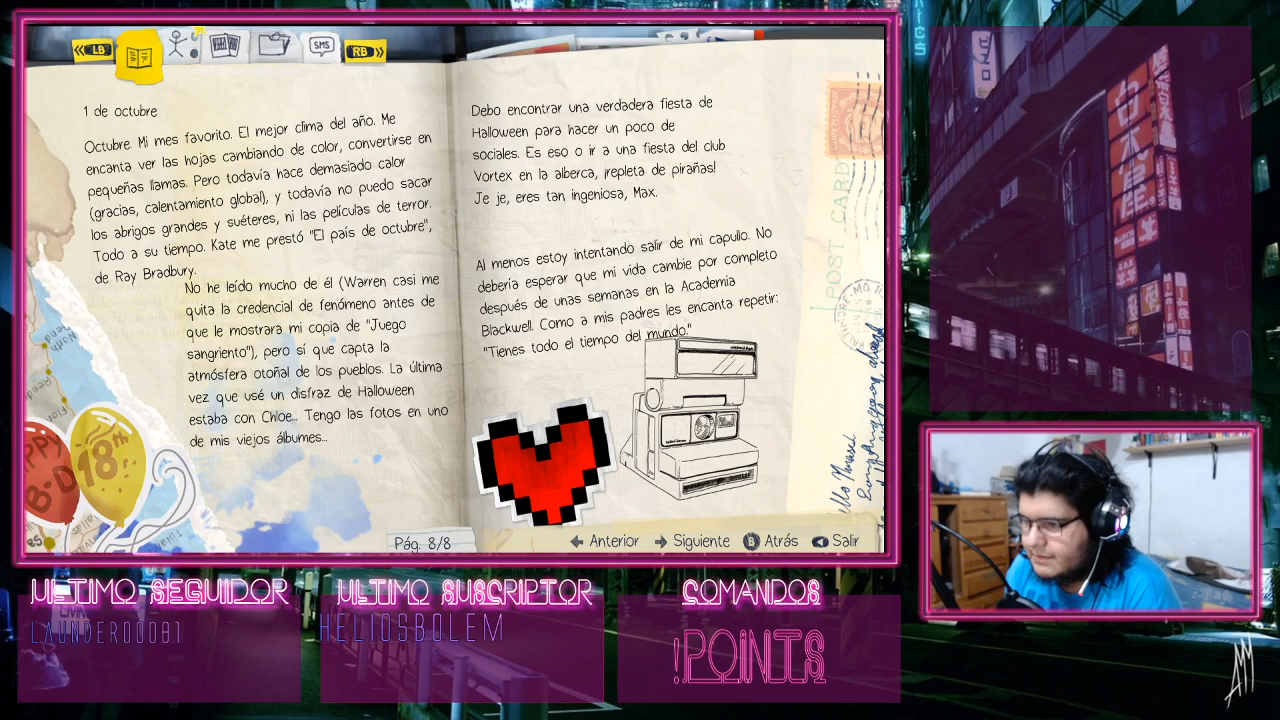 LB
SMS
RB
1 de octubre
Octubre. Mi mes favorito. El mejor clima del año. Me
encanta ver las hojas cambiando de color, convertirse en
pequeñas llamas. Pero todavía hace demasiado calor
(gracias, calentamiento global), y todavía no puedo sacar
los abrigos grandes y suéteres, ni las películas de terror.
Todo a su tiempo. Kate me prestó "El país de octubre",
de Ray Bradbury.
No he leído mucho de él (Warren casi me
quita la credencial de fenómeno antes de
que le mostrara mi copia de "Juego
sangriento"), pero sí que capta la
atmósfera otoñal de los pueblos. La última
vez que usé un disfraz de Halloween
estaba con Chloe... Tengo las fotos en uno
de mis viejos álbumes...
18th
B-D
Pág. 8/8
Debo encontrar una verdadera fiesta de
Halloween para hacer un poco de
sociales. Es eso o ir a una fiesta del club
Vortex en la alberca, ¡repleta de pirañas!
Je je, eres tan ingeniosa, Max.
Al menos estoy intentando salir de mi capullo. No
debería esperar que mi vida cambie por completo
después de unas semanas en la Academia
Blackwell. Como a mis padres les encanta repetir:
"Tienes todo el tiempo del mundo."
POST CARD
Anterior
Siguiente
B Atrás
Salir
ULTIMO SEGUIDOR
LAUNDER00081
ULTIMO SUSCRIPTOR
HELIOSBOLEM
COMANDOS
!POINTS